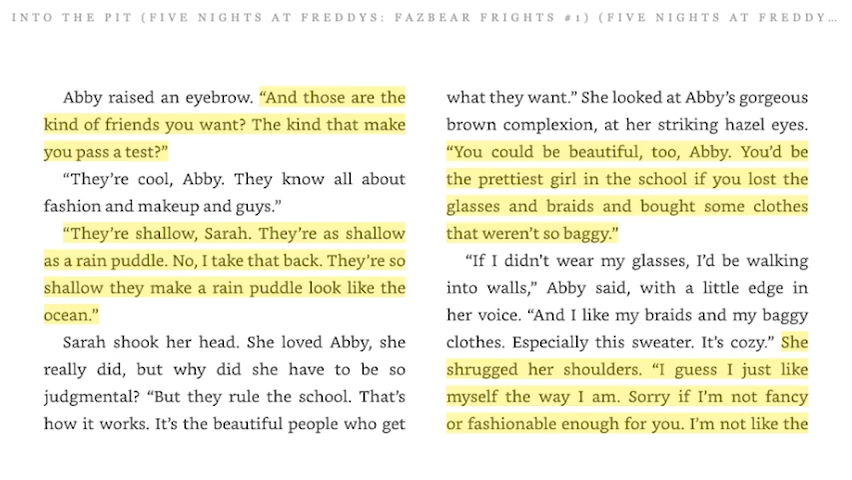 INTO THE PIT (FIVE NIGHTS AT FREDDYS: FAZBEAR FRIGHTS #1) (FIVE NIGHTS AT FREDDY…
Abby raised an eyebrow. “And those are the
kind of friends you want? The kind that make
you pass a test?”
“They’re cool, Abby. They know all about
fashion and makeup and guys.”
“They’re shallow, Sarah. They’re as shallow
as a rain puddle. No, I take that back. They’re so
shallow they make a rain puddle look like the
ocean.”
Sarah shook her head. She loved Abby, she
really did, but why did she have to be so
judgmental? “But they rule the school. That’s
how it works. It’s the beautiful people who get
what they want.” She looked at Abby’s gorgeous
brown complexion, at her striking hazel eyes.
“You could be beautiful, too, Abby. You’d be
the prettiest girl in the school if you lost the
glasses and braids and bought some clothes
that weren’t so baggy.”
“If I didn’t wear my glasses, I’d be walking
into walls,” Abby said, with a little edge in
her voice. “And I like my braids and my baggy
clothes. Especially this sweater. It’s cozy.” She
shrugged her shoulders. “I guess I just like
myself the way I am. Sorry if I’m not fancy
or fashionable enough for you. I’m not like the